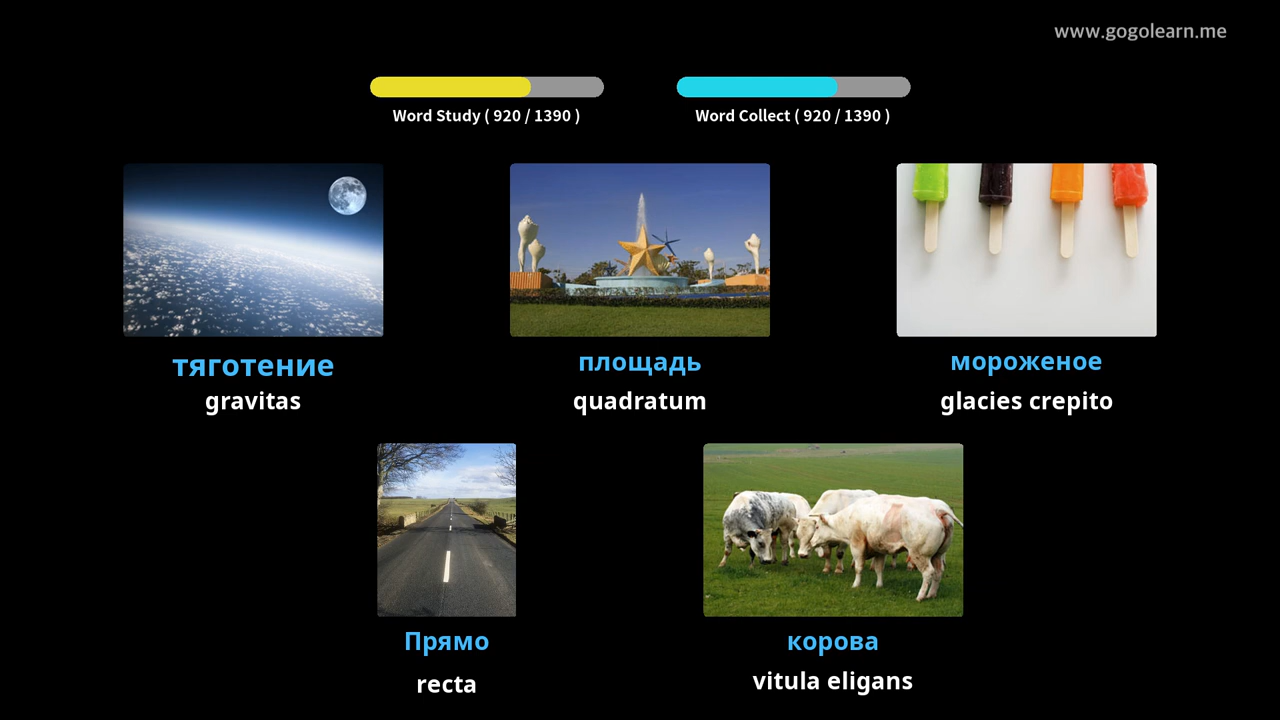 www.gogolearn.me
Word Study ( 920 / 1390 )
Word Collect ( 920 / 1390 )
тяготение
gravitas
площадь
quadratum
мороженое
glacies crepito
Прямо
recta
корова
vitula eligans